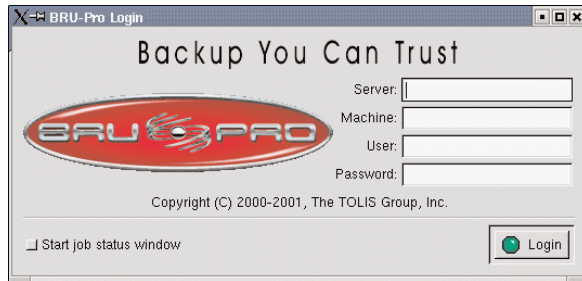 BRU-Pro Login
Backup You Can Trust
BRU PRO
Server:
Machine:
User:
Password:
Copyright (C) 2000-2001, The TOLIS Group, Inc.
Start job status window
Login